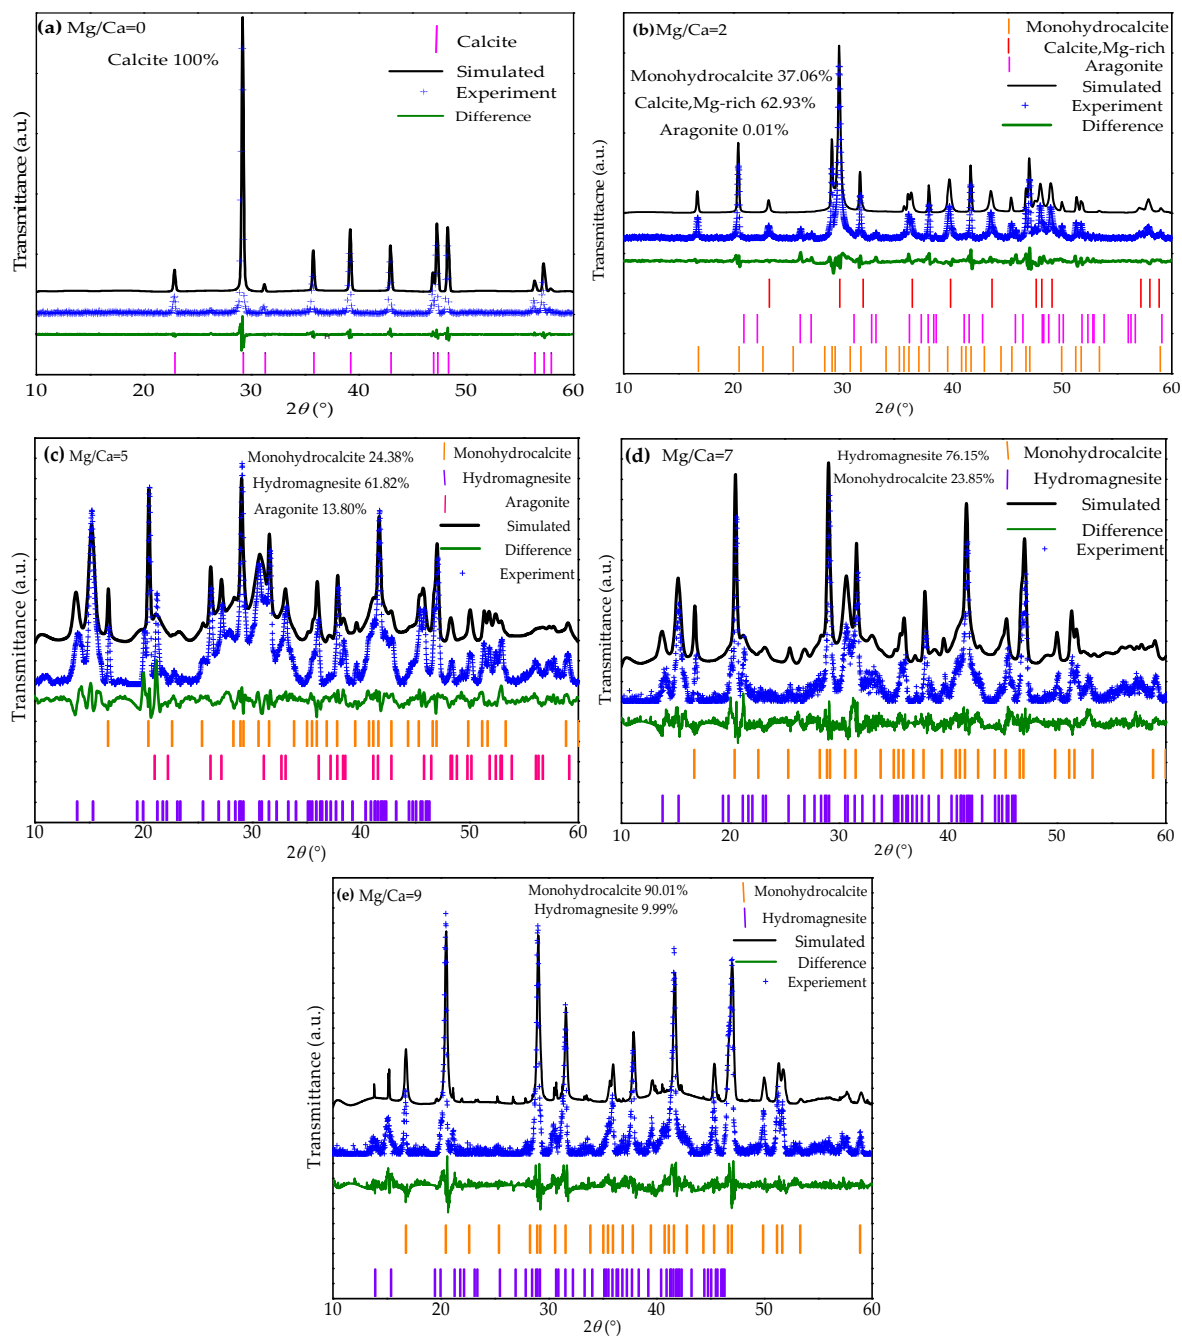 (a) Mg/Ca=0
Calcite 100%
Calcite
Simulated
Experiment
Difference
Transmittance (a.u.)
10 20 30 40 50 60
2θ (°)
(b) Mg/Ca=2
Monohydrocalcite 37.06%
Calcite,Mg-rich 62.93%
Aragonite 0.01%
Monohydrocalcite
Calcite,Mg-rich
Aragonite
Simulated
Experiment
Difference
Transmittacne (a.u.)
10 20 30 40 50 60
2θ (°)
(c) Mg/Ca=5
Monohydrocalcite 24.38%
Hydromagnesite 61.82%
Aragonite 13.80%
Monohydrocalcite
Hydromagnesite
Aragonite
Simulated
Difference
Experiment
Transmittance (a.u.)
10 20 30 40 50 60
2θ (°)
(d) Mg/Ca=7
Hydromagnesite 76.15%
Monohydrocalcite 23.85%
Monohydrocalcite
Hydromagnesite
Simulated
Difference
Experiment
Transmittance (a.u.)
10 20 30 40 50 60
2θ (°)
(e) Mg/Ca=9
Monohydrocalcite 90.01%
Hydromagnesite 9.99%
Monohydrocalcite
Hydromagnesite
Simulated
Difference
Experiement
Transmittance (a.u.)
10 20 30 40 50 60
2θ (°)